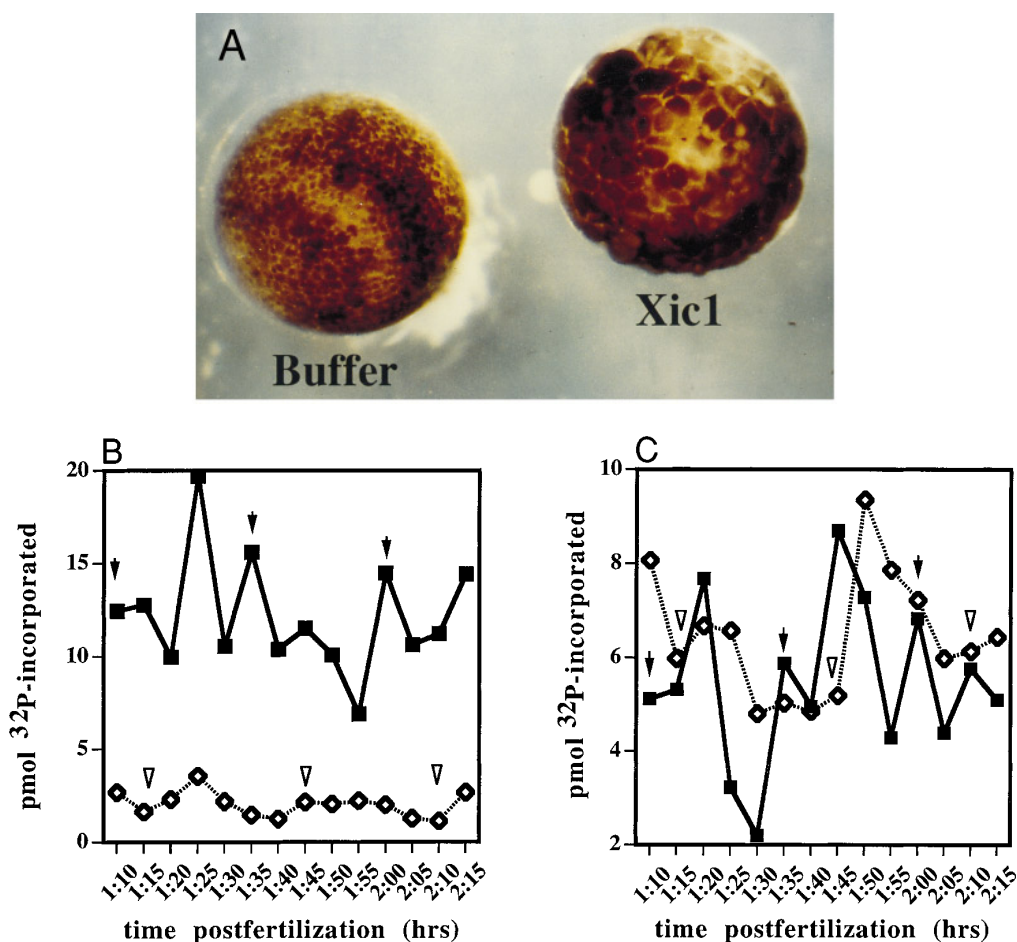 A
Buffer
Xic1
B
20
15
10
5
0
pmol 32P-incorporated
1:10 1:15 1:20 1:25 1:30 1:35 1:40 1:45 1:50 1:55 2:00 2:05 2:10 2:15
time postfertilization (hrs)
C
10
8
6
4
2
pmol 32P-incorporated
1:10 1:15 1:20 1:25 1:30 1:35 1:40 1:45 1:50 1:55 2:00 2:05 2:10 2:15
time postfertilization (hrs)